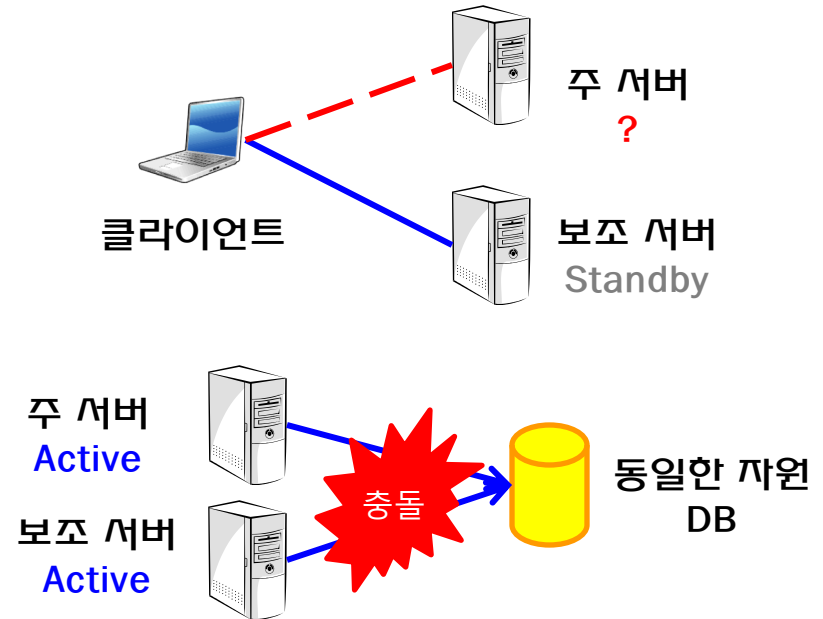 주 서버
?
클라이언트
보조 서버
Standby
주 서버
Active
충돌
동일한 자원
DB
보조 서버
Active